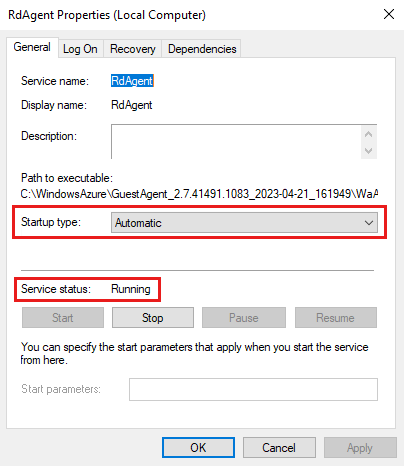 RdAgent Properties (Local Computer)
General Log On Recovery Dependencies
Service name: RdAgent
Display name: RdAgent
Description:
Path to executable:
C:\WindowsAzure\GuestAgent_2.7.41491.1083_2023-04-21_161949\WaA
Startup type: Automatic
Service status: Running
Start Stop Pause Resume
You can specify the start parameters that apply when you start the service
from here.
Start parameters:
OK Cancel Apply